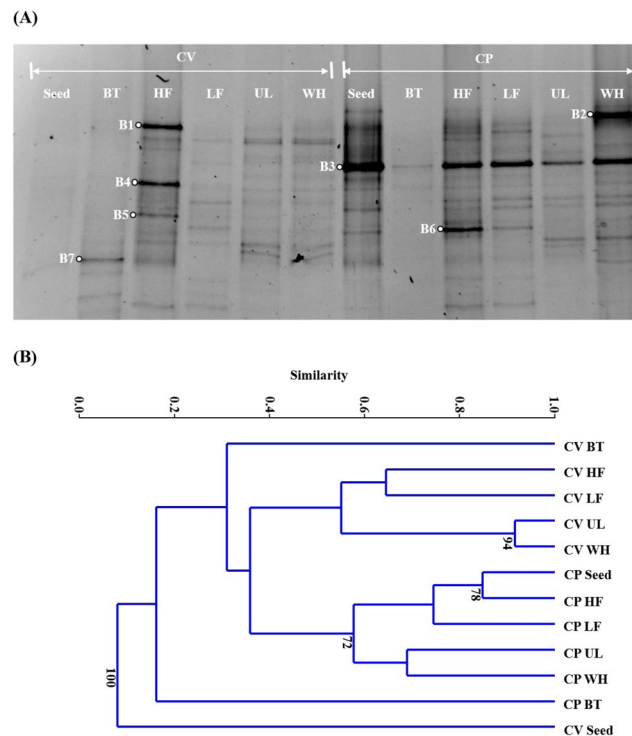 (A)
CV CP
Seed BT HF LF UL WH Seed BT HF LF UL WH
B1
B2
B3
B4
B5
B6
B7
(B)
Similarity
0.0 0.2 0.4 0.6 0.8 1.0
CV BT
CV HF
CV LF
CV UL
94
CV WH
CP Seed
78
CP HF
CP LF
72
CP UL
100
CP WH
CP BT
CV Seed